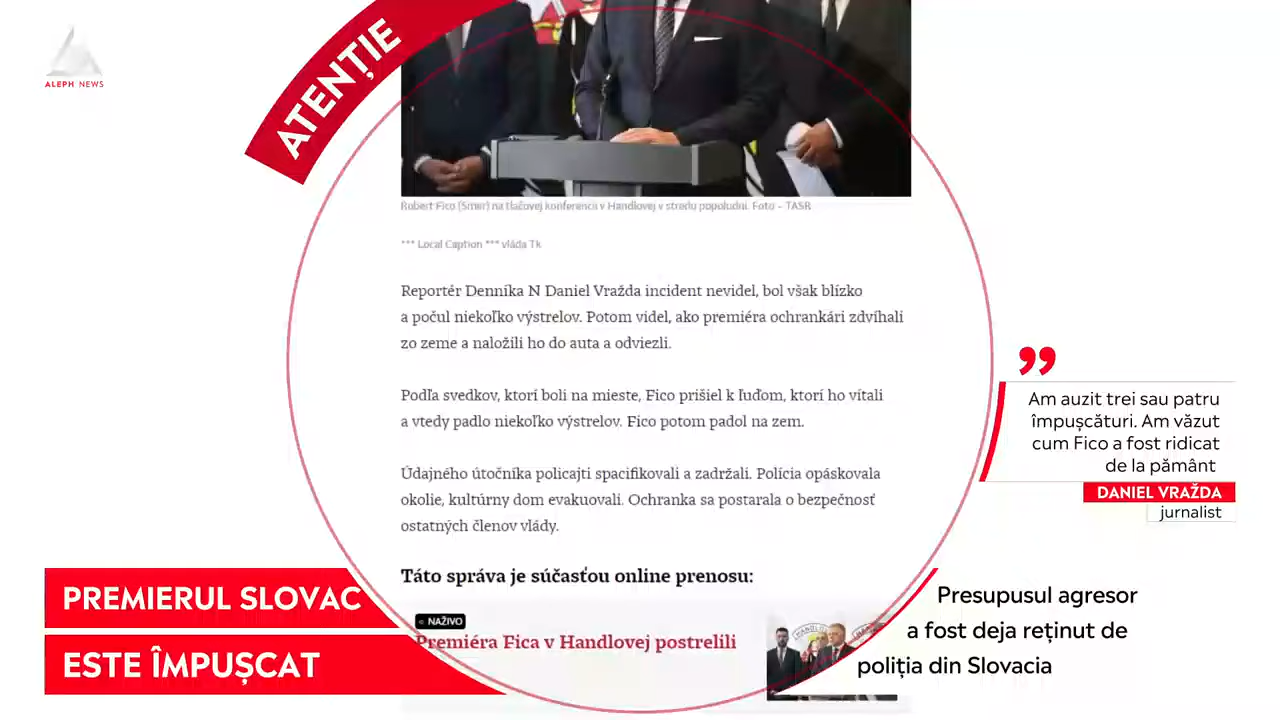 ALEPH NEWS
ATENȚIE
Robert Fico (Smer) na tlačovej konferencii v Handlovej v stredu popoludní. Foto – TASR
*** Local Caption *** vláda Tk
Reportér Denníka N Daniel Vražda incident nevidel, bol však blízko
a počul niekoľko výstrelov. Potom videl, ako premiéra ochrankári zdvíhali
zo zeme a naložili ho do auta a odviezli.
Podľa svedkov, ktorí boli na mieste, Fico prišiel k ľuďom, ktorí ho vítali
a vtedy padlo niekoľko výstrelov. Fico potom padol na zem.
Údajného útočníka policajti spacifikovali a zadržali. Polícia opáskovala
okolie, kultúrny dom evakuovali. Ochranka sa postarala o bezpečnosť
ostatných členov vlády.
Táto správa je súčasťou online prenosu:
NAŽIVO
Premiéra Fica v Handlovej postrelili
”
Am auzit trei sau patru
împușcături. Am văzut
cum Fico a fost ridicat
de la pământ
DANIEL VRAŽDA
jurnalist
PREMIERUL SLOVAC
ESTE ÎMPUȘCAT
Presupusul agresor
a fost deja reținut de
poliția din Slovacia